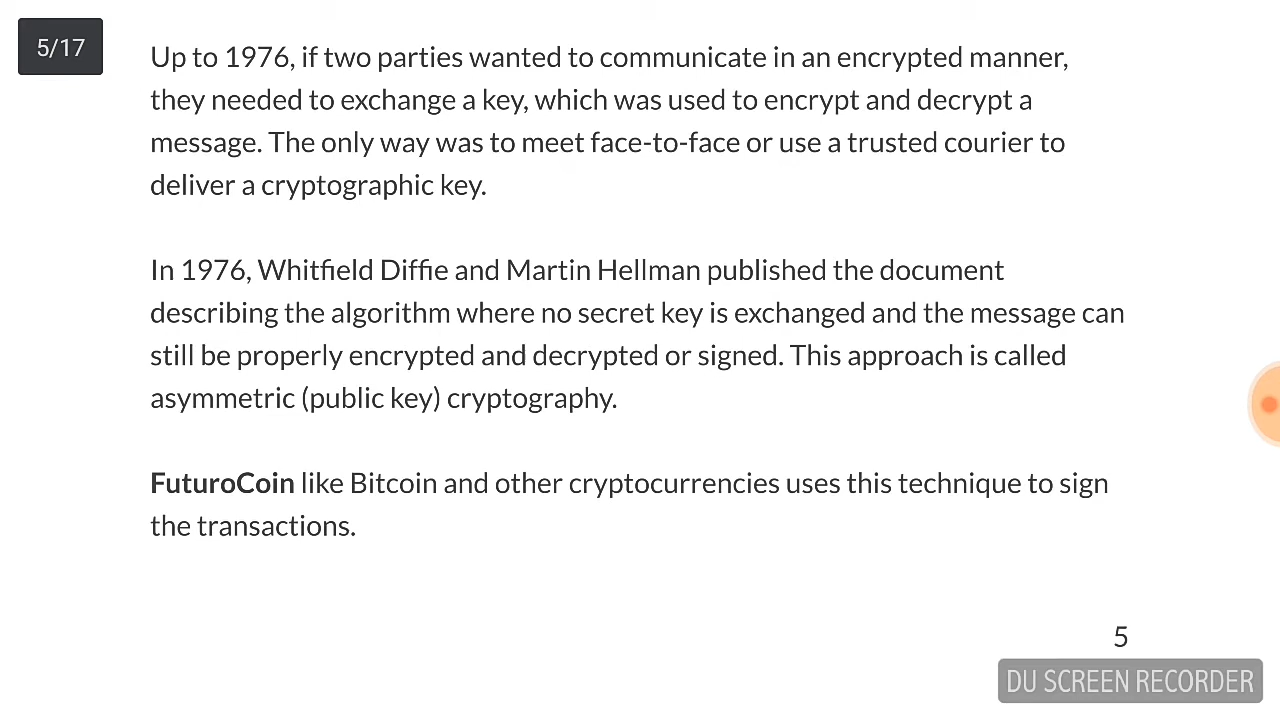 5/17
Up to 1976, if two parties wanted to communicate in an encrypted manner,
they needed to exchange a key, which was used to encrypt and decrypt a
message. The only way was to meet face-to-face or use a trusted courier to
deliver a cryptographic key.
In 1976, Whitfield Diffie and Martin Hellman published the document
describing the algorithm where no secret key is exchanged and the message can
still be properly encrypted and decrypted or signed. This approach is called
asymmetric (public key) cryptography.
FuturoCoin like Bitcoin and other cryptocurrencies uses this technique to sign
the transactions.
5
DU SCREEN RECORDER